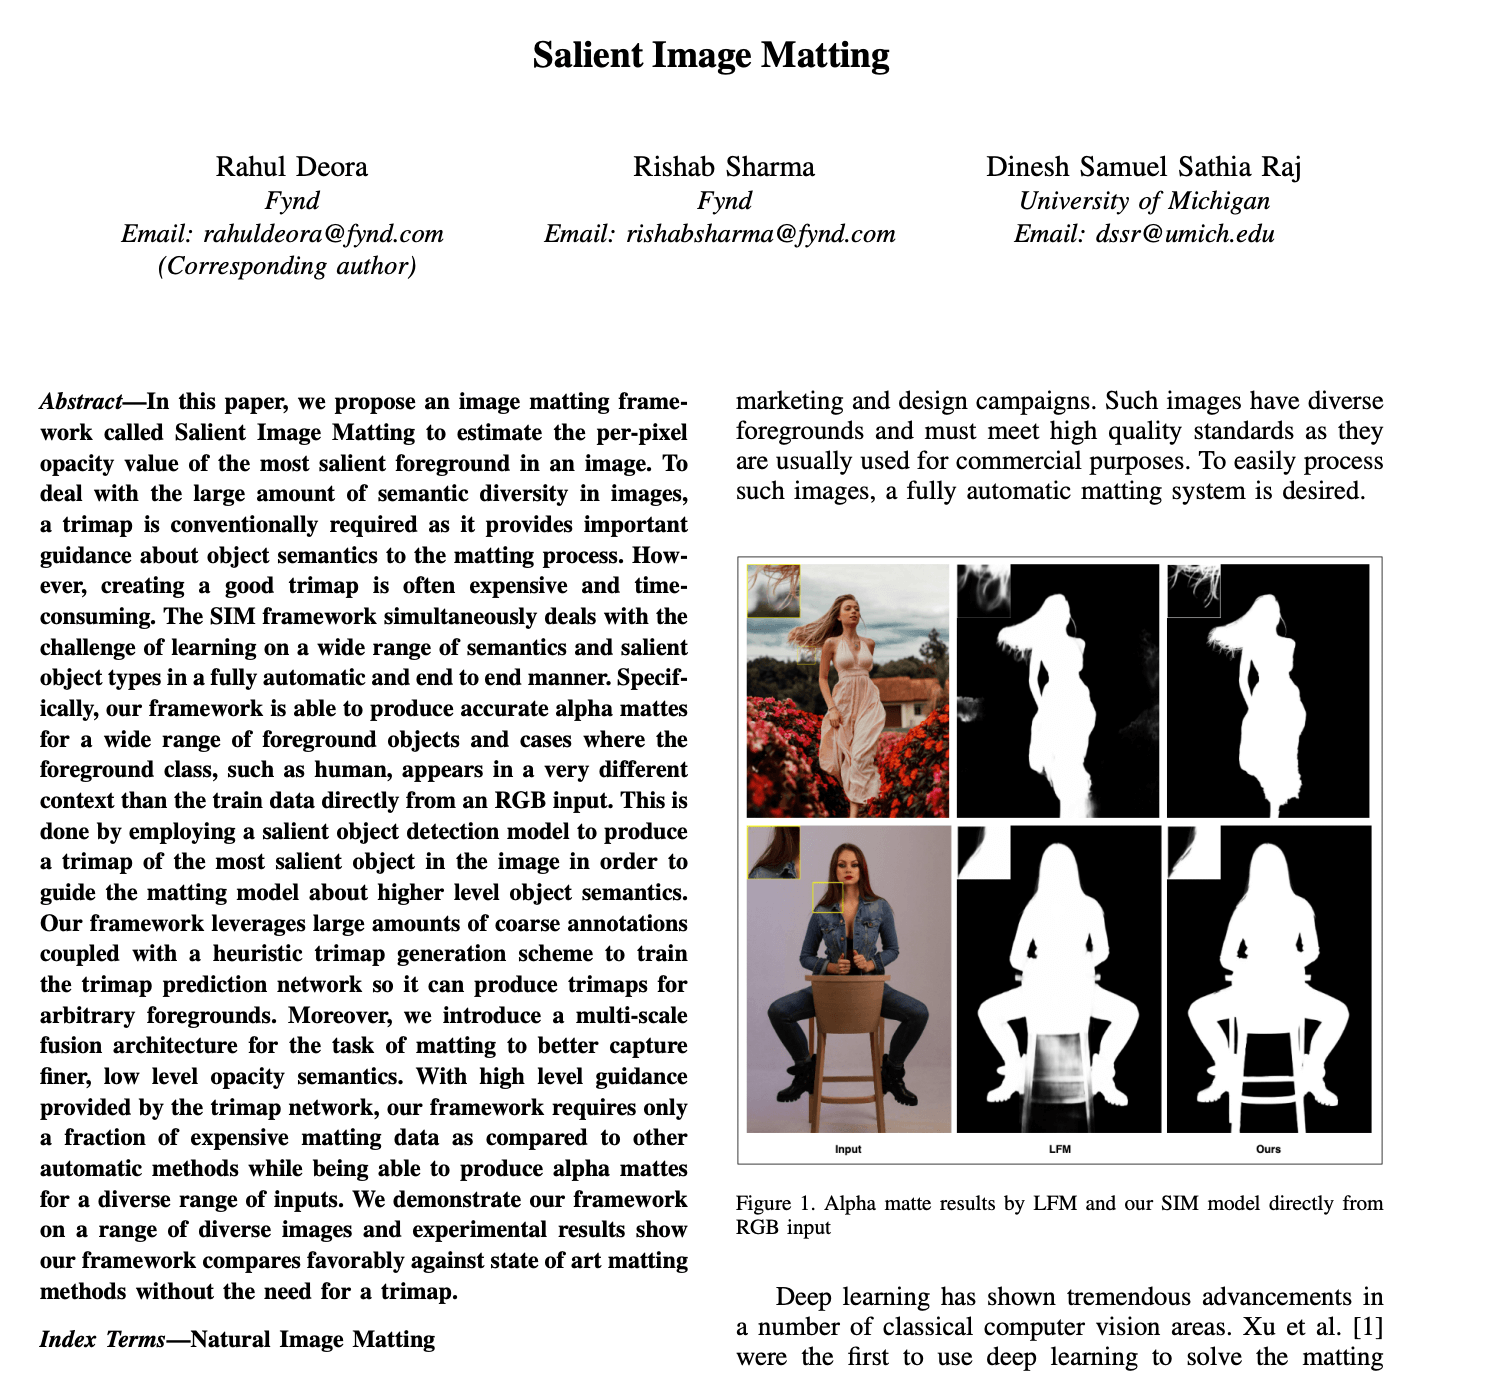 Salient Image Matting
Rahul Deora
Fynd
Email: rahuldeora@fynd.com
(Corresponding author)
Rishab Sharma
Fynd
Email: rishabsharma@fynd.com
Dinesh Samuel Sathia Raj
University of Michigan
Email: dssr@umich.edu
Abstract—In this paper, we propose an image matting frame-
work called Salient Image Matting to estimate the per-pixel
opacity value of the most salient foreground in an image. To
deal with the large amount of semantic diversity in images,
a trimap is conventionally required as it provides important
guidance about object semantics to the matting process. How-
ever, creating a good trimap is often expensive and time-
consuming. The SIM framework simultaneously deals with the
challenge of learning on a wide range of semantics and salient
object types in a fully automatic and end to end manner. Specif-
ically, our framework is able to produce accurate alpha mattes
for a wide range of foreground objects and cases where the
foreground class, such as human, appears in a very different
context than the train data directly from an RGB input. This is
done by employing a salient object detection model to produce
a trimap of the most salient object in the image in order to
guide the matting model about higher level object semantics.
Our framework leverages large amounts of coarse annotations
coupled with a heuristic trimap generation scheme to train
the trimap prediction network so it can produce trimaps for
arbitrary foregrounds. Moreover, we introduce a multi-scale
fusion architecture for the task of matting to better capture
finer, low level opacity semantics. With high level guidance
provided by the trimap network, our framework requires only
a fraction of expensive matting data as compared to other
automatic methods while being able to produce alpha mattes
for a diverse range of inputs. We demonstrate our framework
on a range of diverse images and experimental results show
our framework compares favorably against state of art matting
methods without the need for a trimap.
Index Terms—Natural Image Matting
marketing and design campaigns. Such images have diverse
foregrounds and must meet high quality standards as they
are usually used for commercial purposes. To easily process
such images, a fully automatic matting system is desired.
Input
LFM
Ours
Figure 1. Alpha matte results by LFM and our SIM model directly from
RGB input
Deep learning has shown tremendous advancements in
a number of classical computer vision areas. Xu et al. [1]
were the first to use deep learning to solve the matting